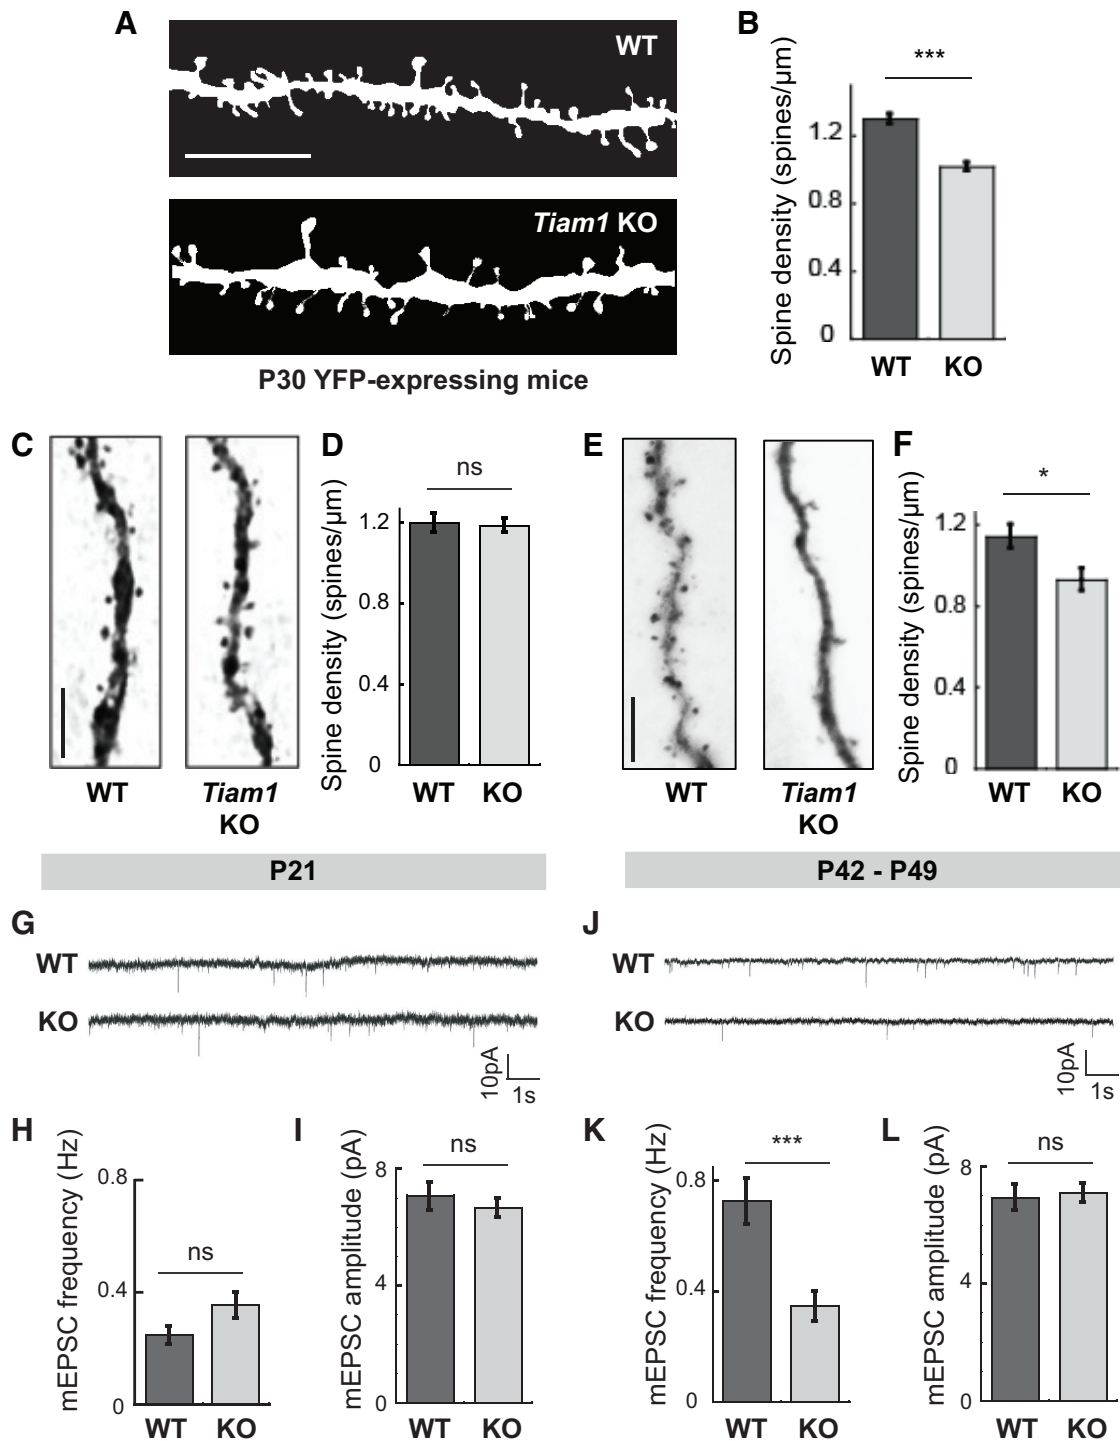 A
WT
Tiam1 KO
P30 YFP-expressing mice
B
***
Spine density (spines/µm)
1.2
0.8
0.4
0
WT KO
C
WT
Tiam1
KO
D
ns
Spine density (spines/µm)
1.2
0.8
0.4
0
WT KO
P21
E
WT
Tiam1
KO
F
*
Spine density (spines/µm)
1.2
0.8
0.4
0
WT KO
P42 - P49
G
WT
KO
10pA
1s
J
WT
KO
10pA
1s
H
mEPSC frequency (Hz)
0.8
ns
0.4
0
WT KO
I
mEPSC amplitude (pA)
ns
8
4
0
WT KO
K
mEPSC frequency (Hz)
***
0.8
0.4
0
WT KO
L
mEPSC amplitude (pA)
ns
8
4
0
WT KO